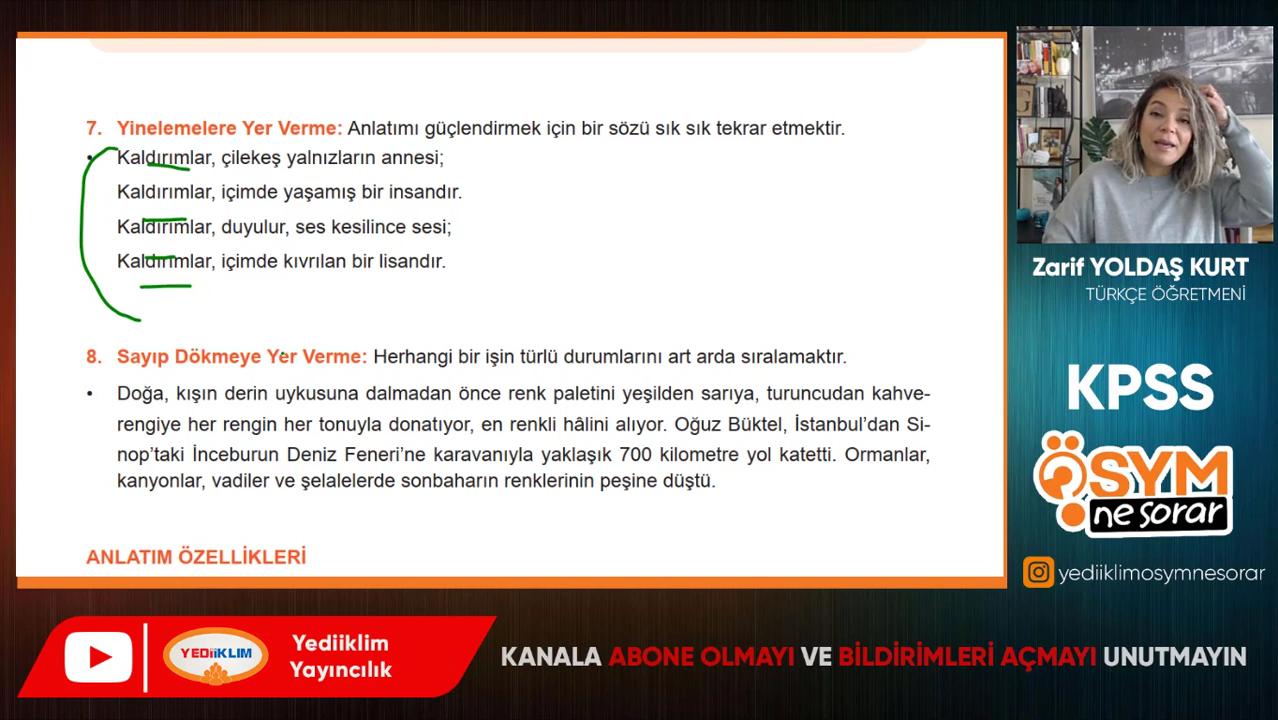 7. Yinelemelere Yer Verme: Anlatımı güçlendirmek için bir sözü sık sık tekrar etmektir.
• Kaldırımlar, çilekeş yalnızların annesi;
Kaldırımlar, içimde yaşamış bir insandır.
Kaldırımlar, duyulur, ses kesilince sesi;
Kaldırımlar, içimde kıvrılan bir lisandır.
8. Sayıp Dökmeye Yer Verme: Herhangi bir işin türlü durumlarını art arda sıralamaktır.
• Doğa, kışın derin uykusuna dalmadan önce renk paletini yeşilden sarıya, turuncudan kahve-
rengiye her rengin her tonuyla donatıyor, en renkli hâlini alıyor. Oğuz Büktel, İstanbul'dan Si-
nop'taki İnceburun Deniz Feneri'ne karavanıyla yaklaşık 700 kilometre yol katetti. Ormanlar,
kanyonlar, vadiler ve şelalelerde sonbaharın renklerinin peşine düştü.
ANLATIM ÖZELLİKLERİ
Zarif YOLDAŞ KURT
TÜRKÇE ÖĞRETMENİ
KPSS
ÖSYM
ne sorar
yediiklimosymnesorar
YEDiiKLİM
Yediiklim
Yayıncılık
KANALA ABONE OLMAYI VE BİLDİRİMLERİ AÇMAYI UNUTMAYIN